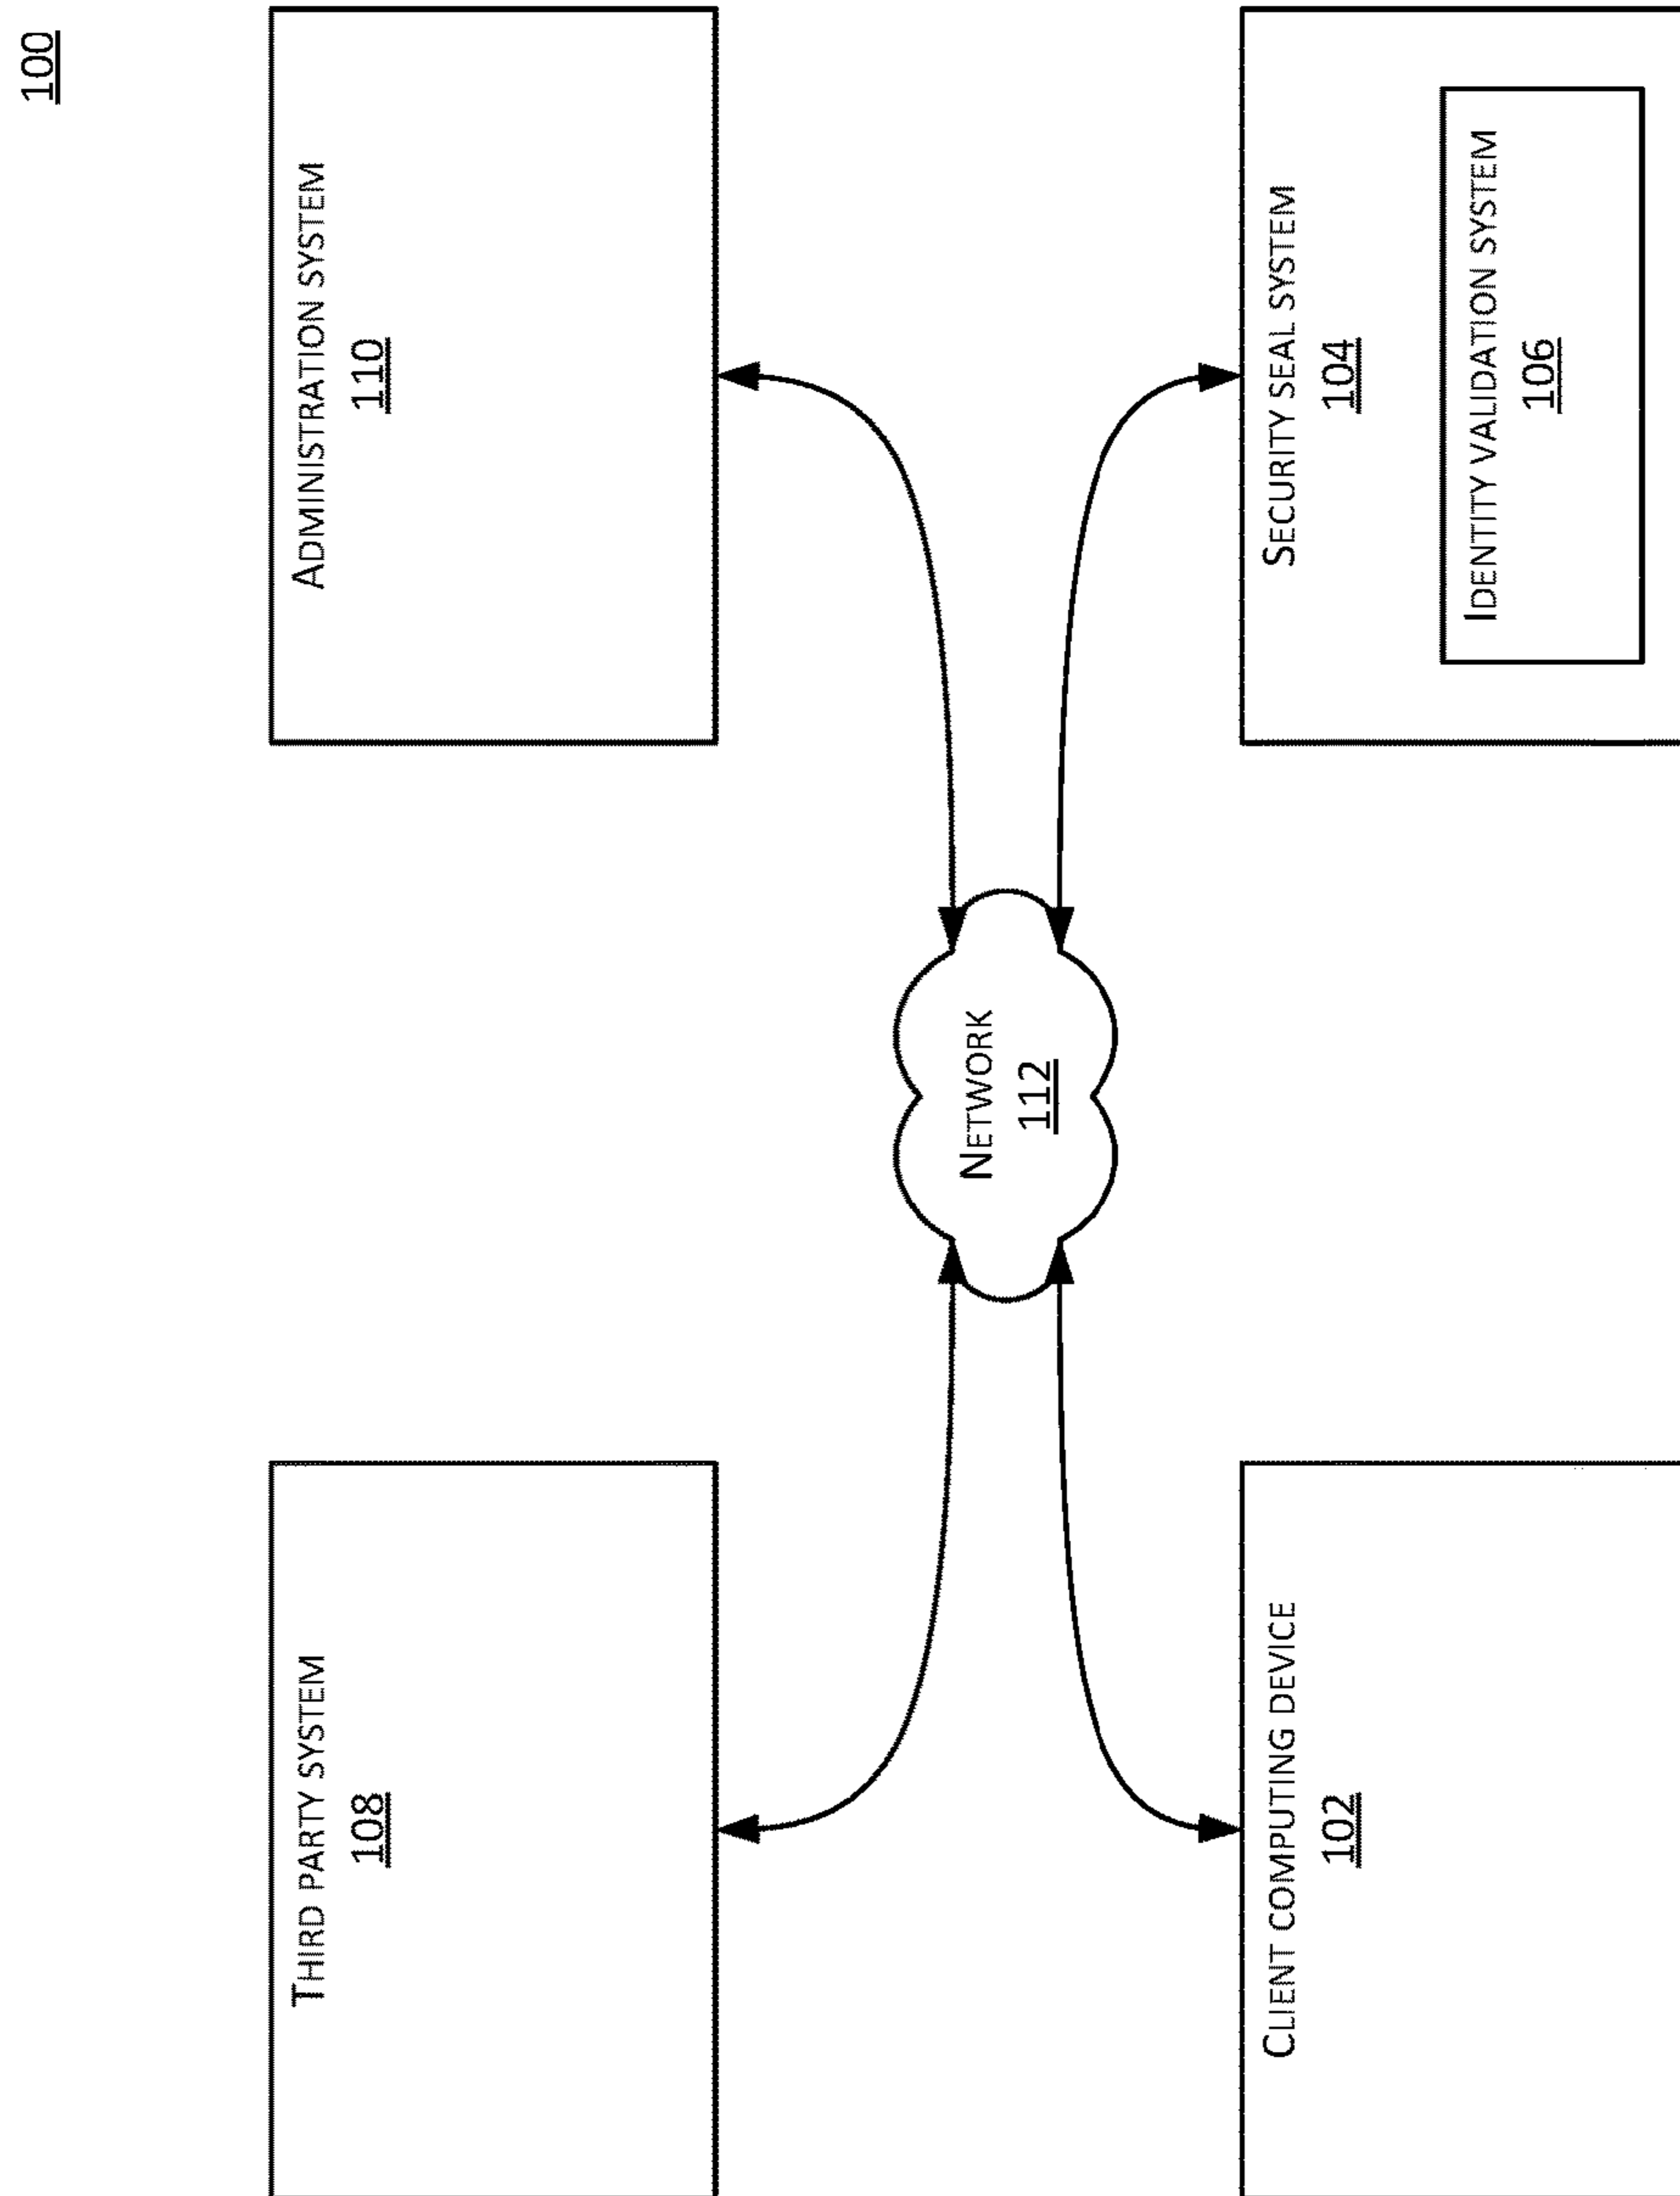 100
THIRD PARTY SYSTEM
108
ADMINISTRATION SYSTEM
110
NETWORK
112
CLIENT COMPUTING DEVICE
102
SECURITY SEAL SYSTEM
104
IDENTITY VALIDATION SYSTEM
106